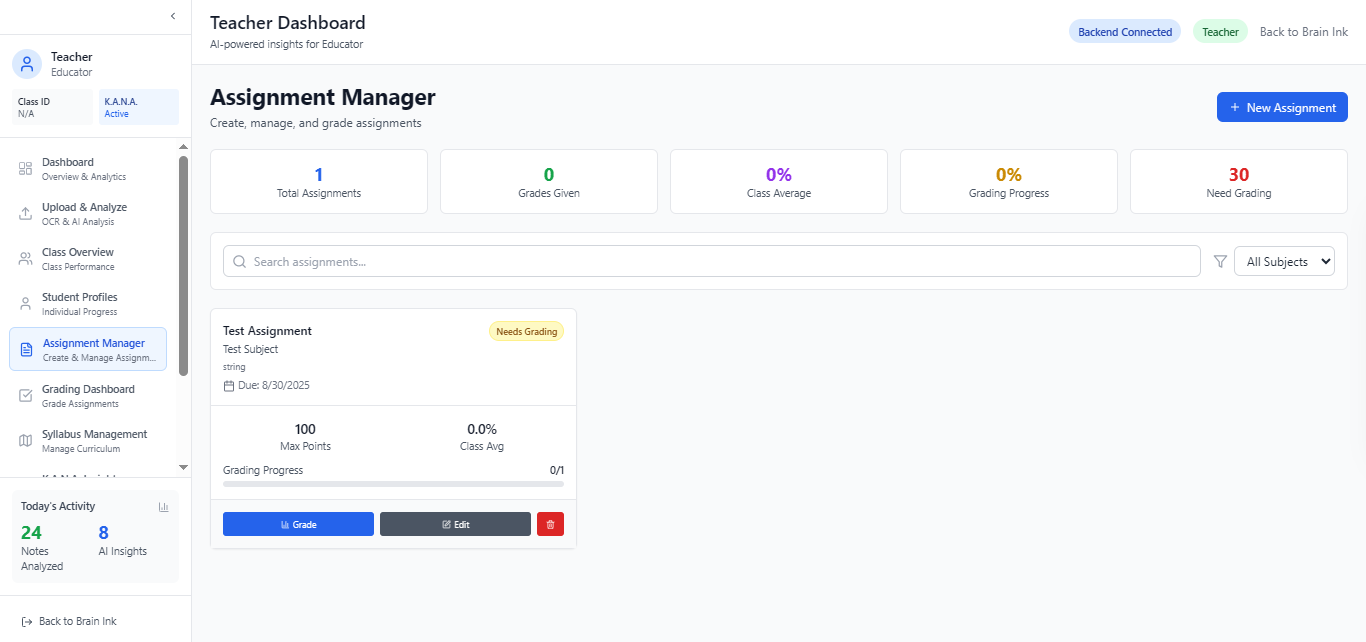 Teacher
Educator
Class ID
N/A
K.A.N.A.
Active
Dashboard
Overview & Analytics
Upload & Analyze
OCR & AI Analysis
Class Overview
Class Performance
Student Profiles
Individual Progress
Assignment Manager
Create & Manage Assignm...
Grading Dashboard
Grade Assignments
Syllabus Management
Manage Curriculum
Today's Activity
24
Notes
Analyzed
8
AI Insights
Back to Brain Ink
Teacher Dashboard
AI-powered insights for Educator
Backend Connected
Teacher
Back to Brain Ink
Assignment Manager
Create, manage, and grade assignments
+ New Assignment
1
Total Assignments
0
Grades Given
0%
Class Average
0%
Grading Progress
30
Need Grading
Search assignments...
All Subjects
Test Assignment
Needs Grading
Test Subject
string
Due: 8/30/2025
100
Max Points
0.0%
Class Avg
Grading Progress
0/1
Grade
Edit